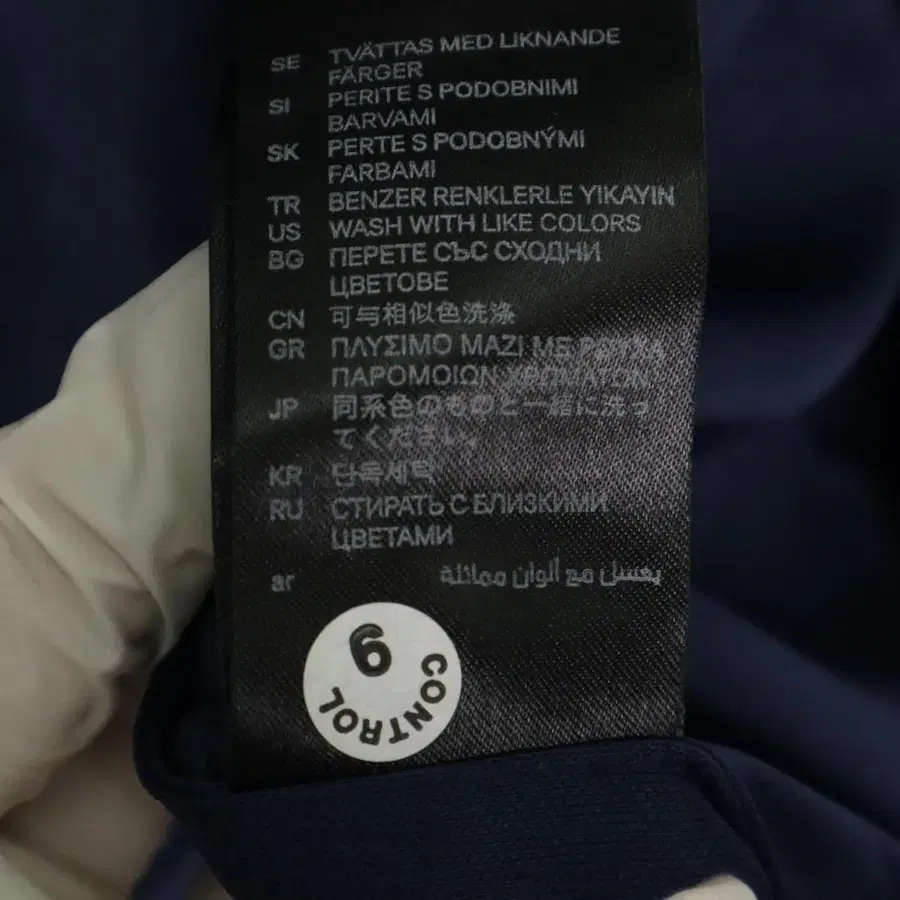 SE TVÄTTAS MED LIKNANDE
FÄRGER
SI PERITE S PODOBNIMI
BARVAMI
SK PERTE S PODOBNÝMI
FARBAMI
TR BENZER RENKLERLE YIKAYIN
US WASH WITH LIKE COLORS
BG ПЕРЕТЕ СЪС СХОДНИ
ЦВЕТОВЕ
CN 可与相似色洗涤
GR ΠΛΥΣΙΜΟ ΜΑΖΙ ΜΕ ΡΟΥΧΑ
ΠΑΡΟΜΟΙΩΝ ΧΡΩΜΑΤΩΝ
JP 同系色のものと一緒に洗っ
てください。
KR 단독세탁
RU СТИРАТЬ С БЛИЗКИМИ
ЦВЕТАМИ
ar يغسل مع ألوان مماثلة
6
CONTROL